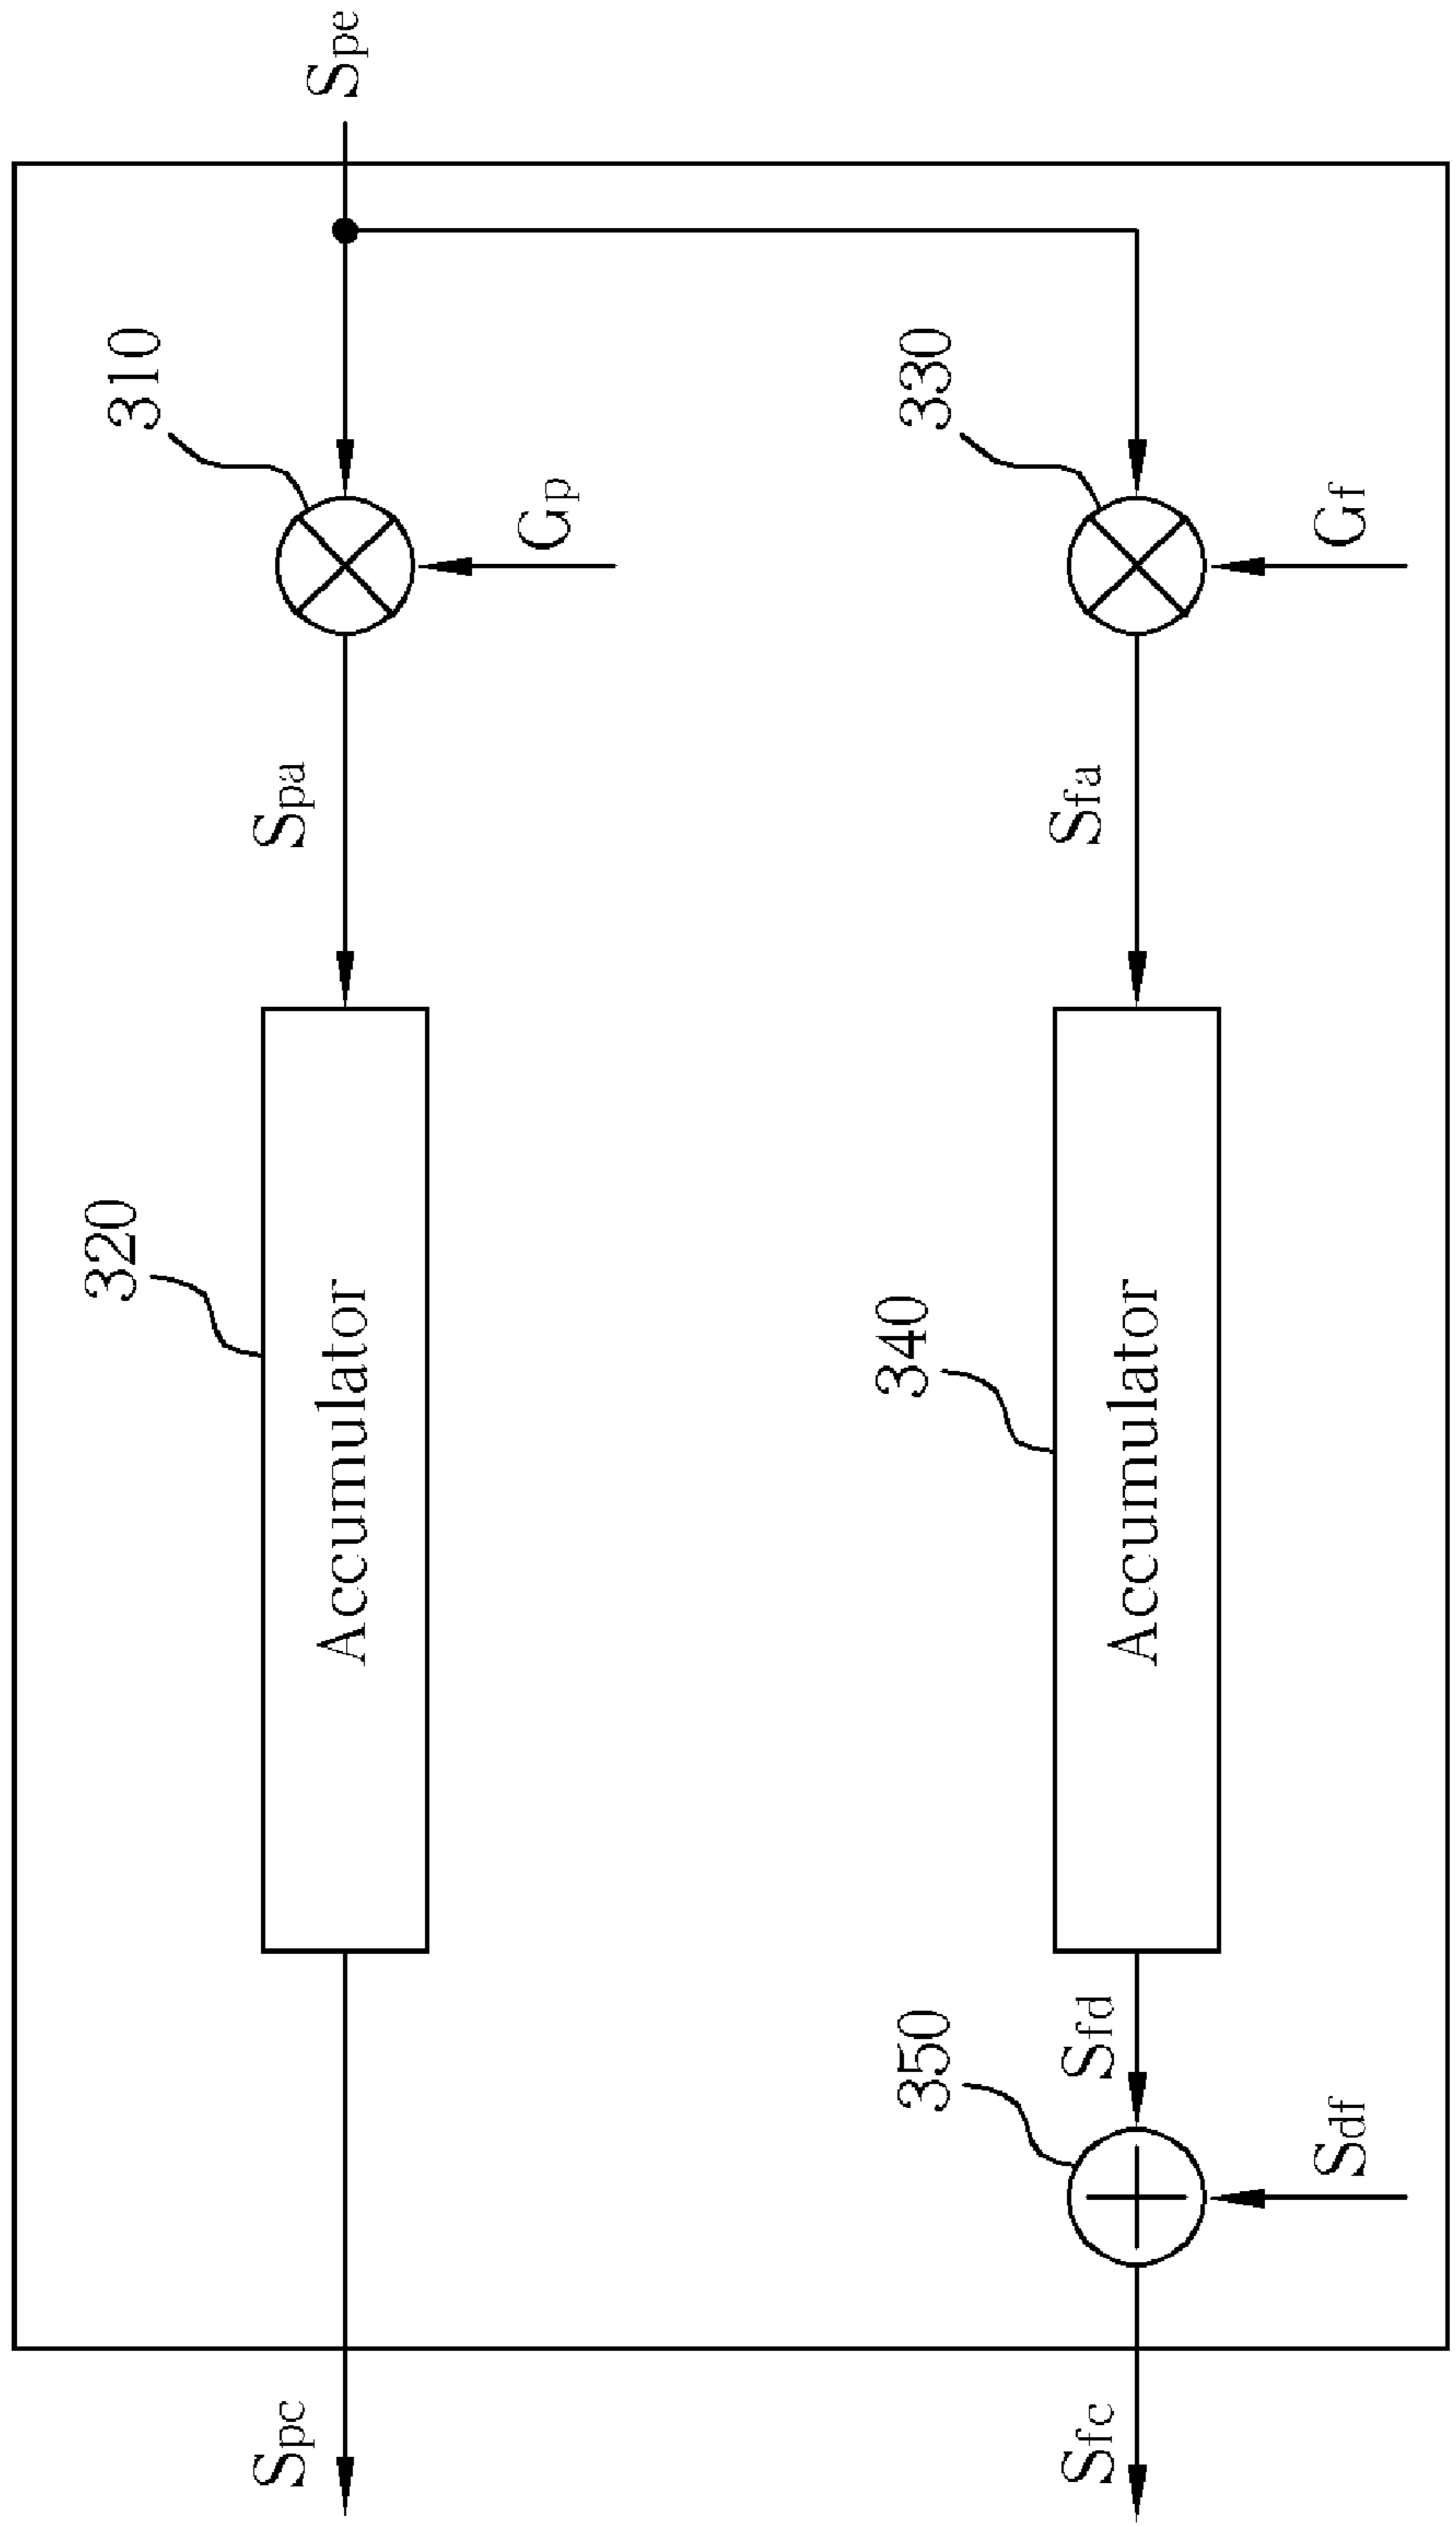 Spe
310
Gp
Spa
320
Accumulator
Spc
330
Gf
Sfa
340
Accumulator
Sfd
350
Sdf
Sfc